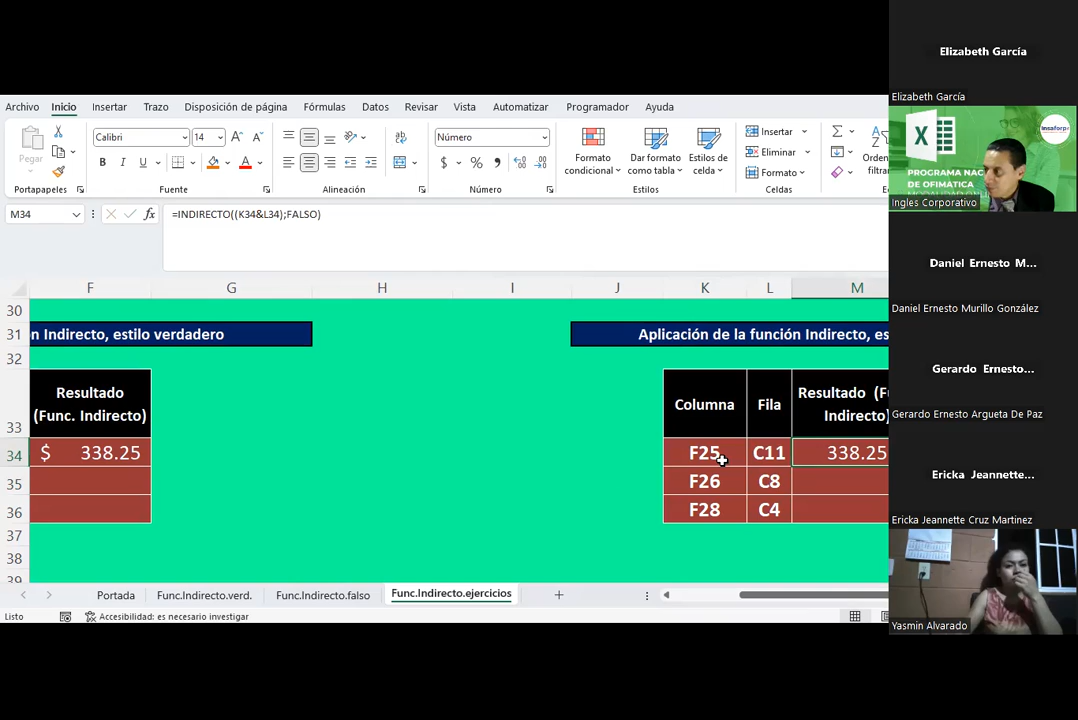 Archivo Inicio Insertar Trazo Disposición de página Fórmulas Datos Revisar Vista Automatizar Programador Ayuda
Pegar
Portapapeles
Calibri 14
N K S
Fuente
Alineación
Número
$ % 000
Número
Formato condicional
Dar formato como tabla
Estilos de celda
Estilos
Insertar
Eliminar
Formato
Celdas
Orden
filtra
M34
=INDIRECTO((K34&L34);FALSO)
F G H I J K L M
30
31 n Indirecto, estilo verdadero Aplicación de la función Indirecto, es
32
33 Resultado (Func. Indirecto) Columna Fila Resultado (Fu Indirecto)
34 $ 338.25 F25 C11 338.25
35 F26 C8
36 F28 C4
37
38
39
Portada Func.Indirecto.verd. Func.Indirecto.falso Func.Indirecto.ejercicios
Listo Accesibilidad: es necesario investigar
Elizabeth García
Elizabeth García
insaforp
PROGRAMA NAC
DE OFIMÁTICA
Ingles Corporativo
Daniel Ernesto M...
Daniel Ernesto Murillo González
Gerardo Ernesto...
Gerardo Ernesto Argueta De Paz
Ericka Jeannette...
Ericka Jeannette Cruz Martinez
Yasmin Alvarado